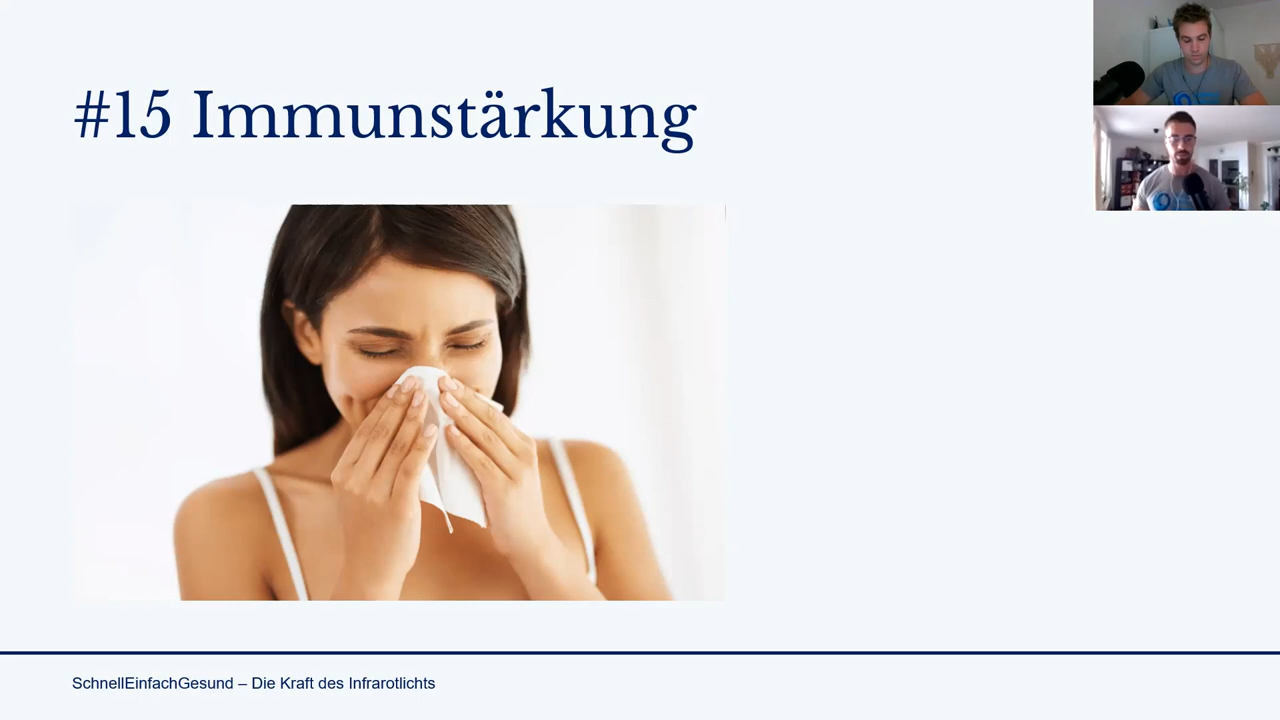 #15 Immunstärkung
SchnellEinfachGesund – Die Kraft des Infrarotlichts